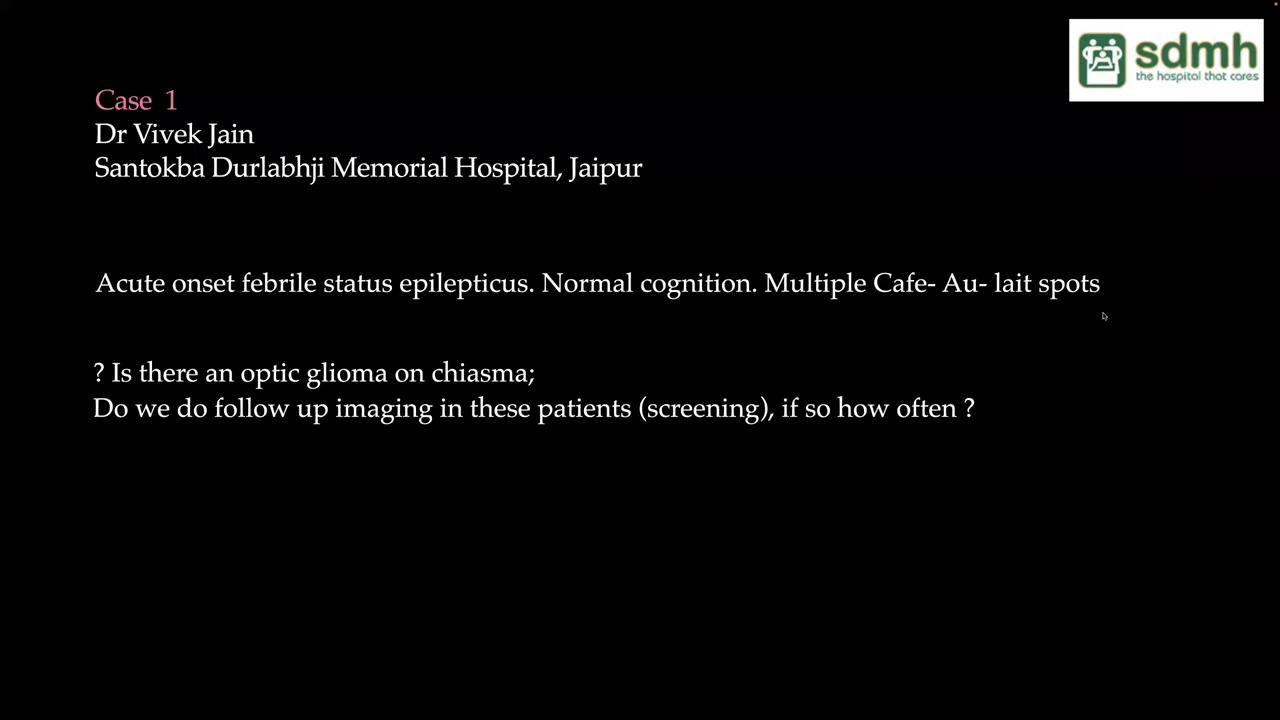 sdmh
the hospital that cares
Case 1
Dr Vivek Jain
Santokba Durlabhji Memorial Hospital, Jaipur
Acute onset febrile status epilepticus. Normal cognition. Multiple Cafe- Au- lait spots
? Is there an optic glioma on chiasma;
Do we do follow up imaging in these patients (screening), if so how often ?